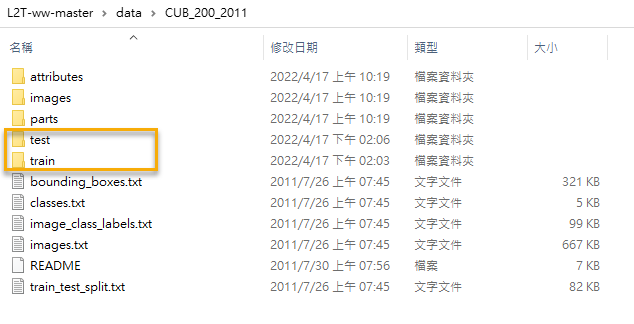 L2T-ww-master › data › CUB_200_2011
名稱 修改日期 類型 大小
attributes 2022/4/17 上午 10:19 檔案資料夾
images 2022/4/17 上午 10:19 檔案資料夾
parts 2022/4/17 上午 10:19 檔案資料夾
test 2022/4/17 下午 02:06 檔案資料夾
train 2022/4/17 下午 02:03 檔案資料夾
bounding_boxes.txt 2011/7/26 上午 07:45 文字文件 321 KB
classes.txt 2011/7/26 上午 07:45 文字文件 5 KB
image_class_labels.txt 2011/7/26 上午 07:45 文字文件 99 KB
images.txt 2011/7/26 上午 07:45 文字文件 667 KB
README 2011/7/30 上午 07:56 檔案 7 KB
train_test_split.txt 2011/7/26 上午 07:45 文字文件 82 KB